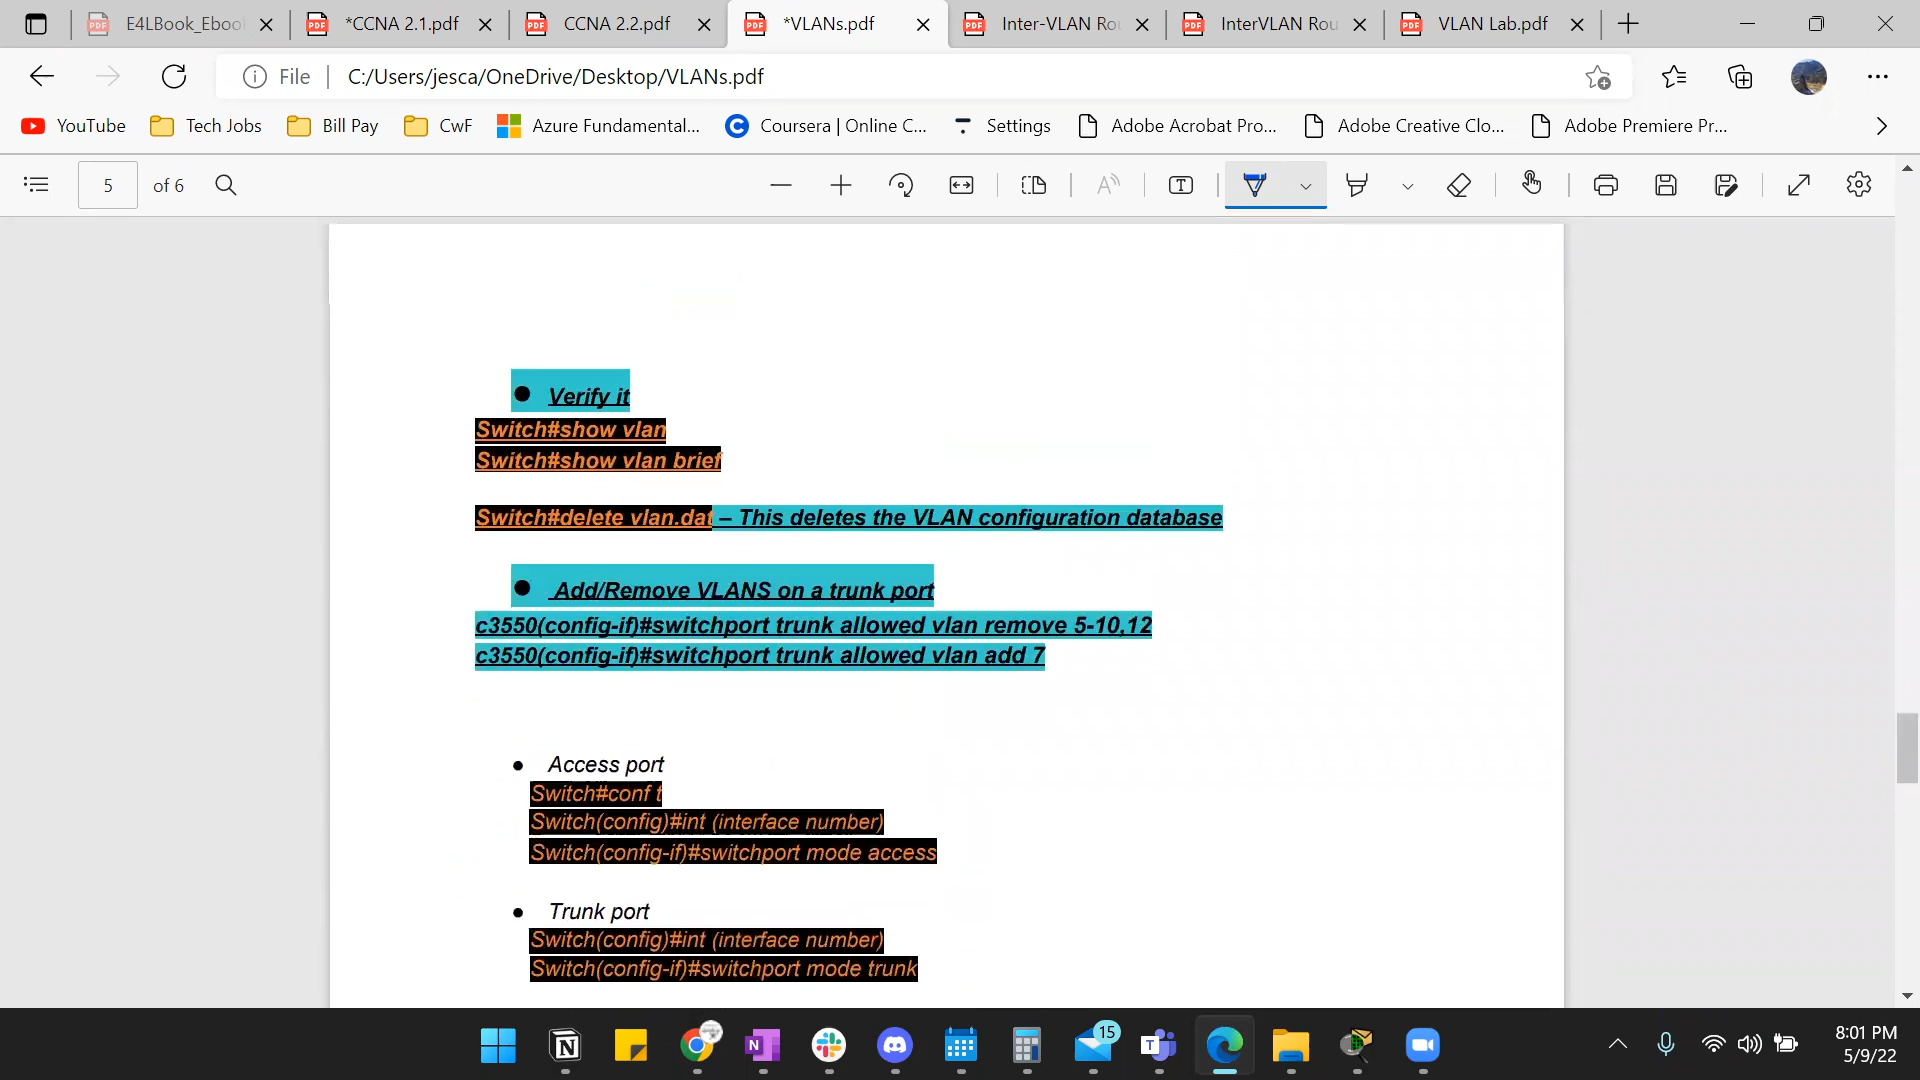 E4LBook_Eboo
*CCNA 2.1.pdf
CCNA 2.2.pdf
*VLANs.pdf
Inter-VLAN Rou
InterVLAN Rou
VLAN Lab.pdf
File
C:/Users/jesca/OneDrive/Desktop/VLANs.pdf
YouTube
Tech Jobs
Bill Pay
CwF
Azure Fundamental...
Coursera | Online C...
Settings
Adobe Acrobat Pro...
Adobe Creative Clo...
Adobe Premiere Pr...
5 of 6
● Verify it
Switch#show vlan
Switch#show vlan brief
Switch#delete vlan.dat – This deletes the VLAN configuration database
● Add/Remove VLANS on a trunk port
c3550(config-if)#switchport trunk allowed vlan remove 5-10,12
c3550(config-if)#switchport trunk allowed vlan add 7
● Access port
Switch#conf t
Switch(config)#int (interface number)
Switch(config-if)#switchport mode access
● Trunk port
Switch(config)#int (interface number)
Switch(config-if)#switchport mode trunk
15
8:01 PM
5/9/22